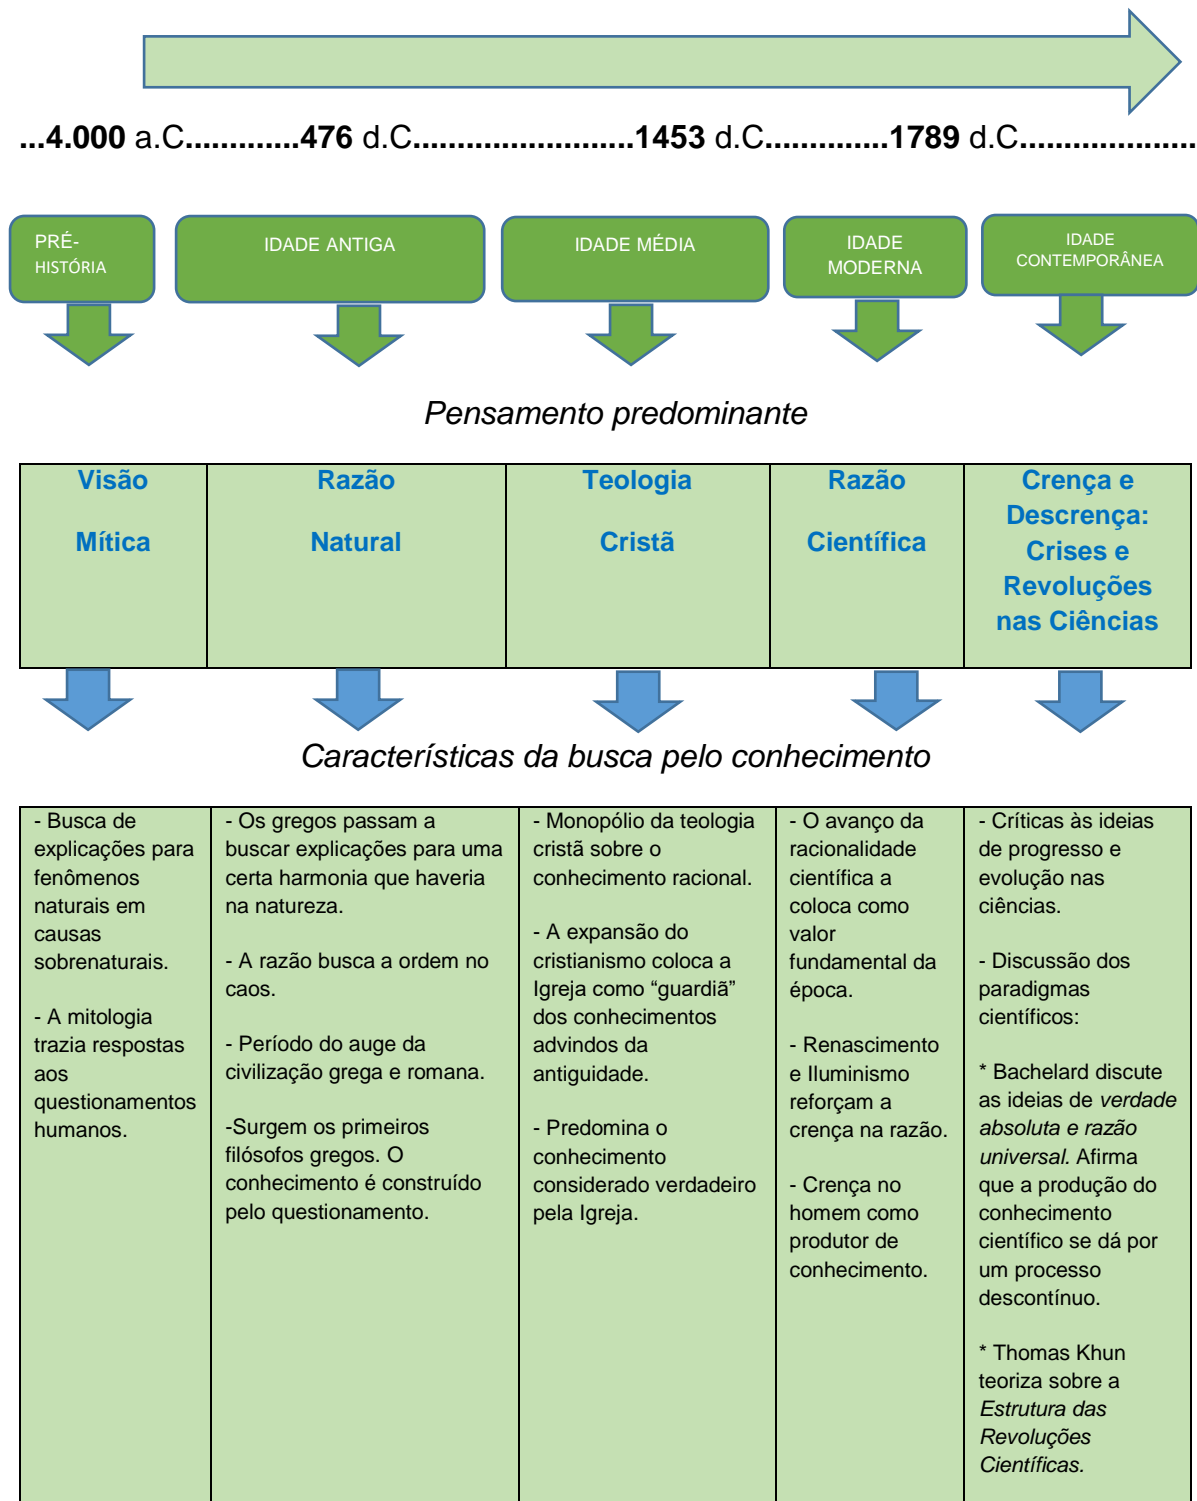 ...4.000 a.C.............476 d.C.........................1453 d.C..............1789 d.C....................
PRÉ-
HISTÓRIA
IDADE ANTIGA
IDADE MÉDIA
IDADE
MODERNA
IDADE
CONTEMPORÂNEA
Pensamento predominante
Visão
Mítica
Razão
Natural
Teologia
Cristã
Razão
Científica
Crença e
Descrença:
Crises e
Revoluções
nas Ciências
Características da busca pelo conhecimento
- Busca de
explicações para
fenômenos
naturais em
causas
sobrenaturais.
- A mitologia
trazia respostas
aos
questionamentos
humanos.
- Os gregos passam a
buscar explicações para uma
certa harmonia que haveria
na natureza.
- A razão busca a ordem no
caos.
- Período do auge da
civilização grega e romana.
-Surgem os primeiros
filósofos gregos. O
conhecimento é construído
pelo questionamento.
- Monopólio da teologia
cristã sobre o
conhecimento racional.
- A expansão do
cristianismo coloca a
Igreja como “guardiã”
dos conhecimentos
advindos da
antiguidade.
- Predomina o
conhecimento
considerado verdadeiro
pela Igreja.
- O avanço da
racionalidade
científica a
coloca como
valor
fundamental da
época.
- Renascimento
e Iluminismo
reforçam a
crença na razão.
- Crença no
homem como
produtor de
conhecimento.
- Críticas às ideias
de progresso e
evolução nas
ciências.
- Discussão dos
paradigmas
científicos:
* Bachelard discute
as ideias de verdade
absoluta e razão
universal. Afirma
que a produção do
conhecimento
científico se dá por
um processo
descontínuo.
* Thomas Khun
teoriza sobre a
Estrutura das
Revoluções
Científicas.